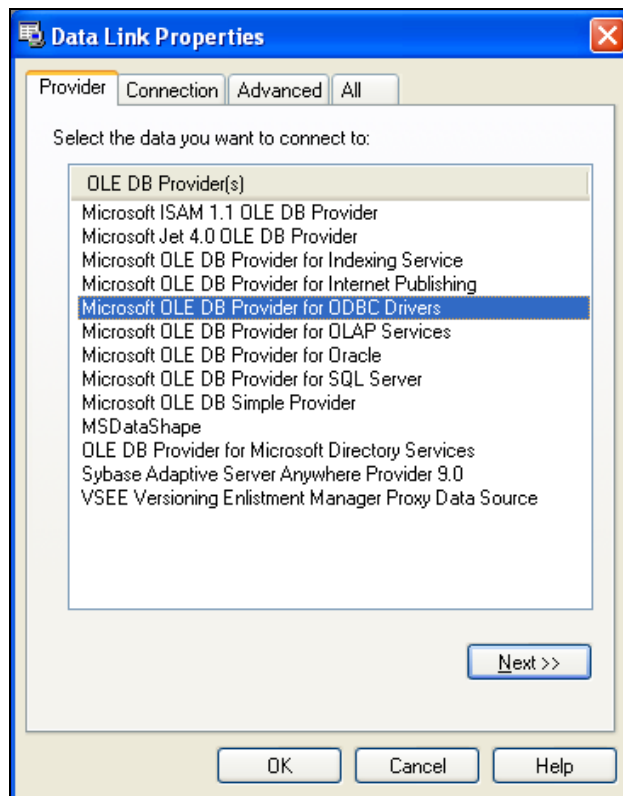 Data Link Properties
Provider Connection Advanced All
Select the data you want to connect to:
OLE DB Provider(s)
Microsoft ISAM 1.1 OLE DB Provider
Microsoft Jet 4.0 OLE DB Provider
Microsoft OLE DB Provider for Indexing Service
Microsoft OLE DB Provider for Internet Publishing
Microsoft OLE DB Provider for ODBC Drivers
Microsoft OLE DB Provider for OLAP Services
Microsoft OLE DB Provider for Oracle
Microsoft OLE DB Provider for SQL Server
Microsoft OLE DB Simple Provider
MSDataShape
OLE DB Provider for Microsoft Directory Services
Sybase Adaptive Server Anywhere Provider 9.0
VSEE Versioning Enlistment Manager Proxy Data Source
Next >>
OK Cancel Help